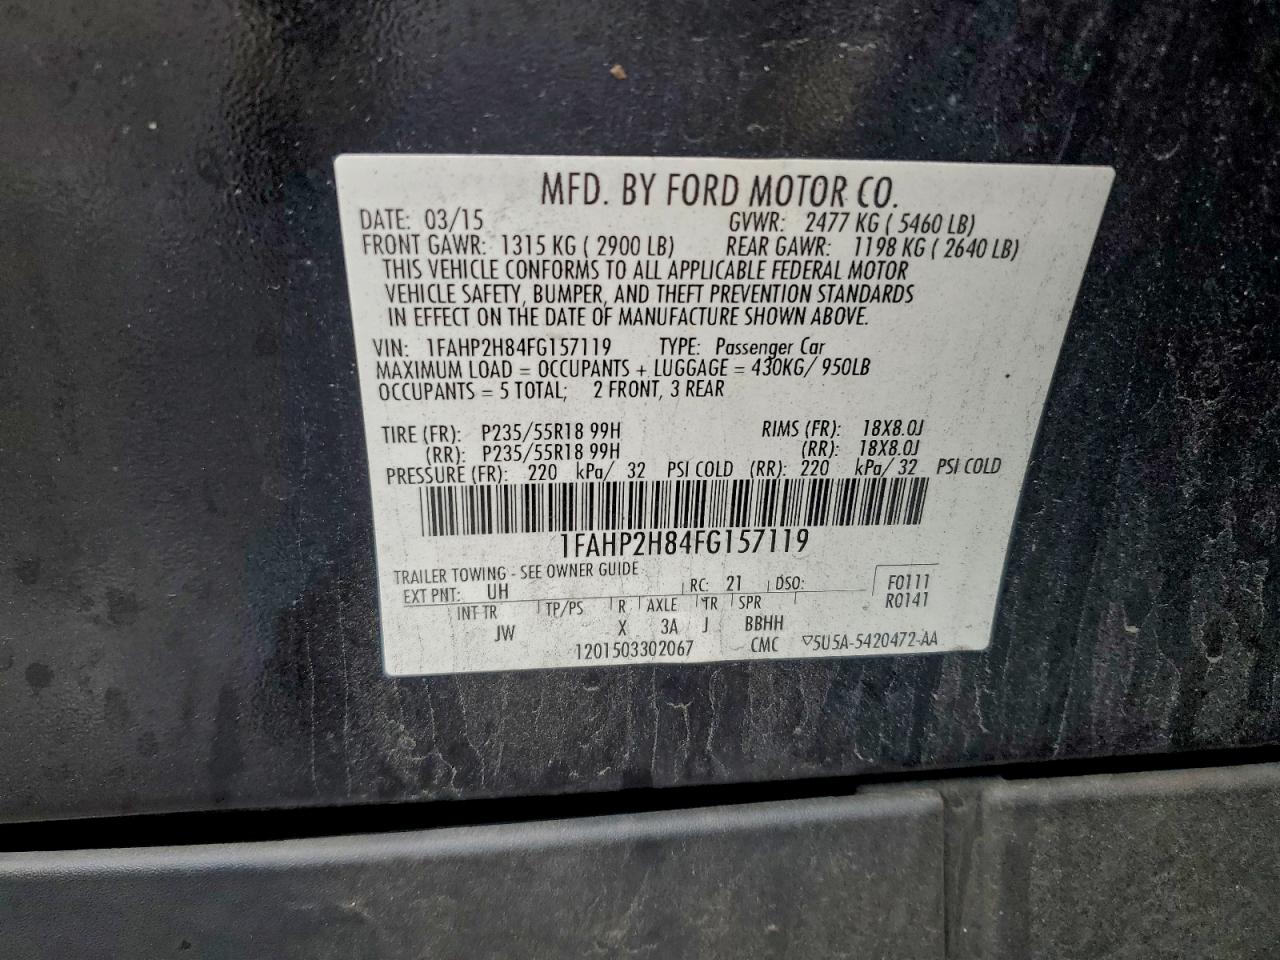 MFD. BY FORD MOTOR CO.
DATE: 03/15 GVWR: 2477 KG ( 5460 LB)
FRONT GAWR: 1315 KG ( 2900 LB) REAR GAWR: 1198 KG ( 2640 LB)
THIS VEHICLE CONFORMS TO ALL APPLICABLE FEDERAL MOTOR
VEHICLE SAFETY, BUMPER, AND THEFT PREVENTION STANDARDS
IN EFFECT ON THE DATE OF MANUFACTURE SHOWN ABOVE.
VIN: 1FAHP2H84FG157119 TYPE: Passenger Car
MAXIMUM LOAD = OCCUPANTS + LUGGAGE = 430KG/ 950LB
OCCUPANTS = 5 TOTAL; 2 FRONT, 3 REAR
TIRE (FR): P235/55R18 99H RIMS (FR): 18X8.0J
(RR): P235/55R18 99H (RR): 18X8.0J
PRESSURE (FR): 220 kPa/ 32 PSI COLD (RR): 220 kPa/ 32 PSI COLD
1FAHP2H84FG157119
TRAILER TOWING - SEE OWNER GUIDE
EXT PNT: UH RC: 21 DSO: F0111
R0141
INT TR TP/PS R AXLE TR SPR
JW X 3A J BBHH
1201503302067 CMC ▽5U5A-5420472-AA